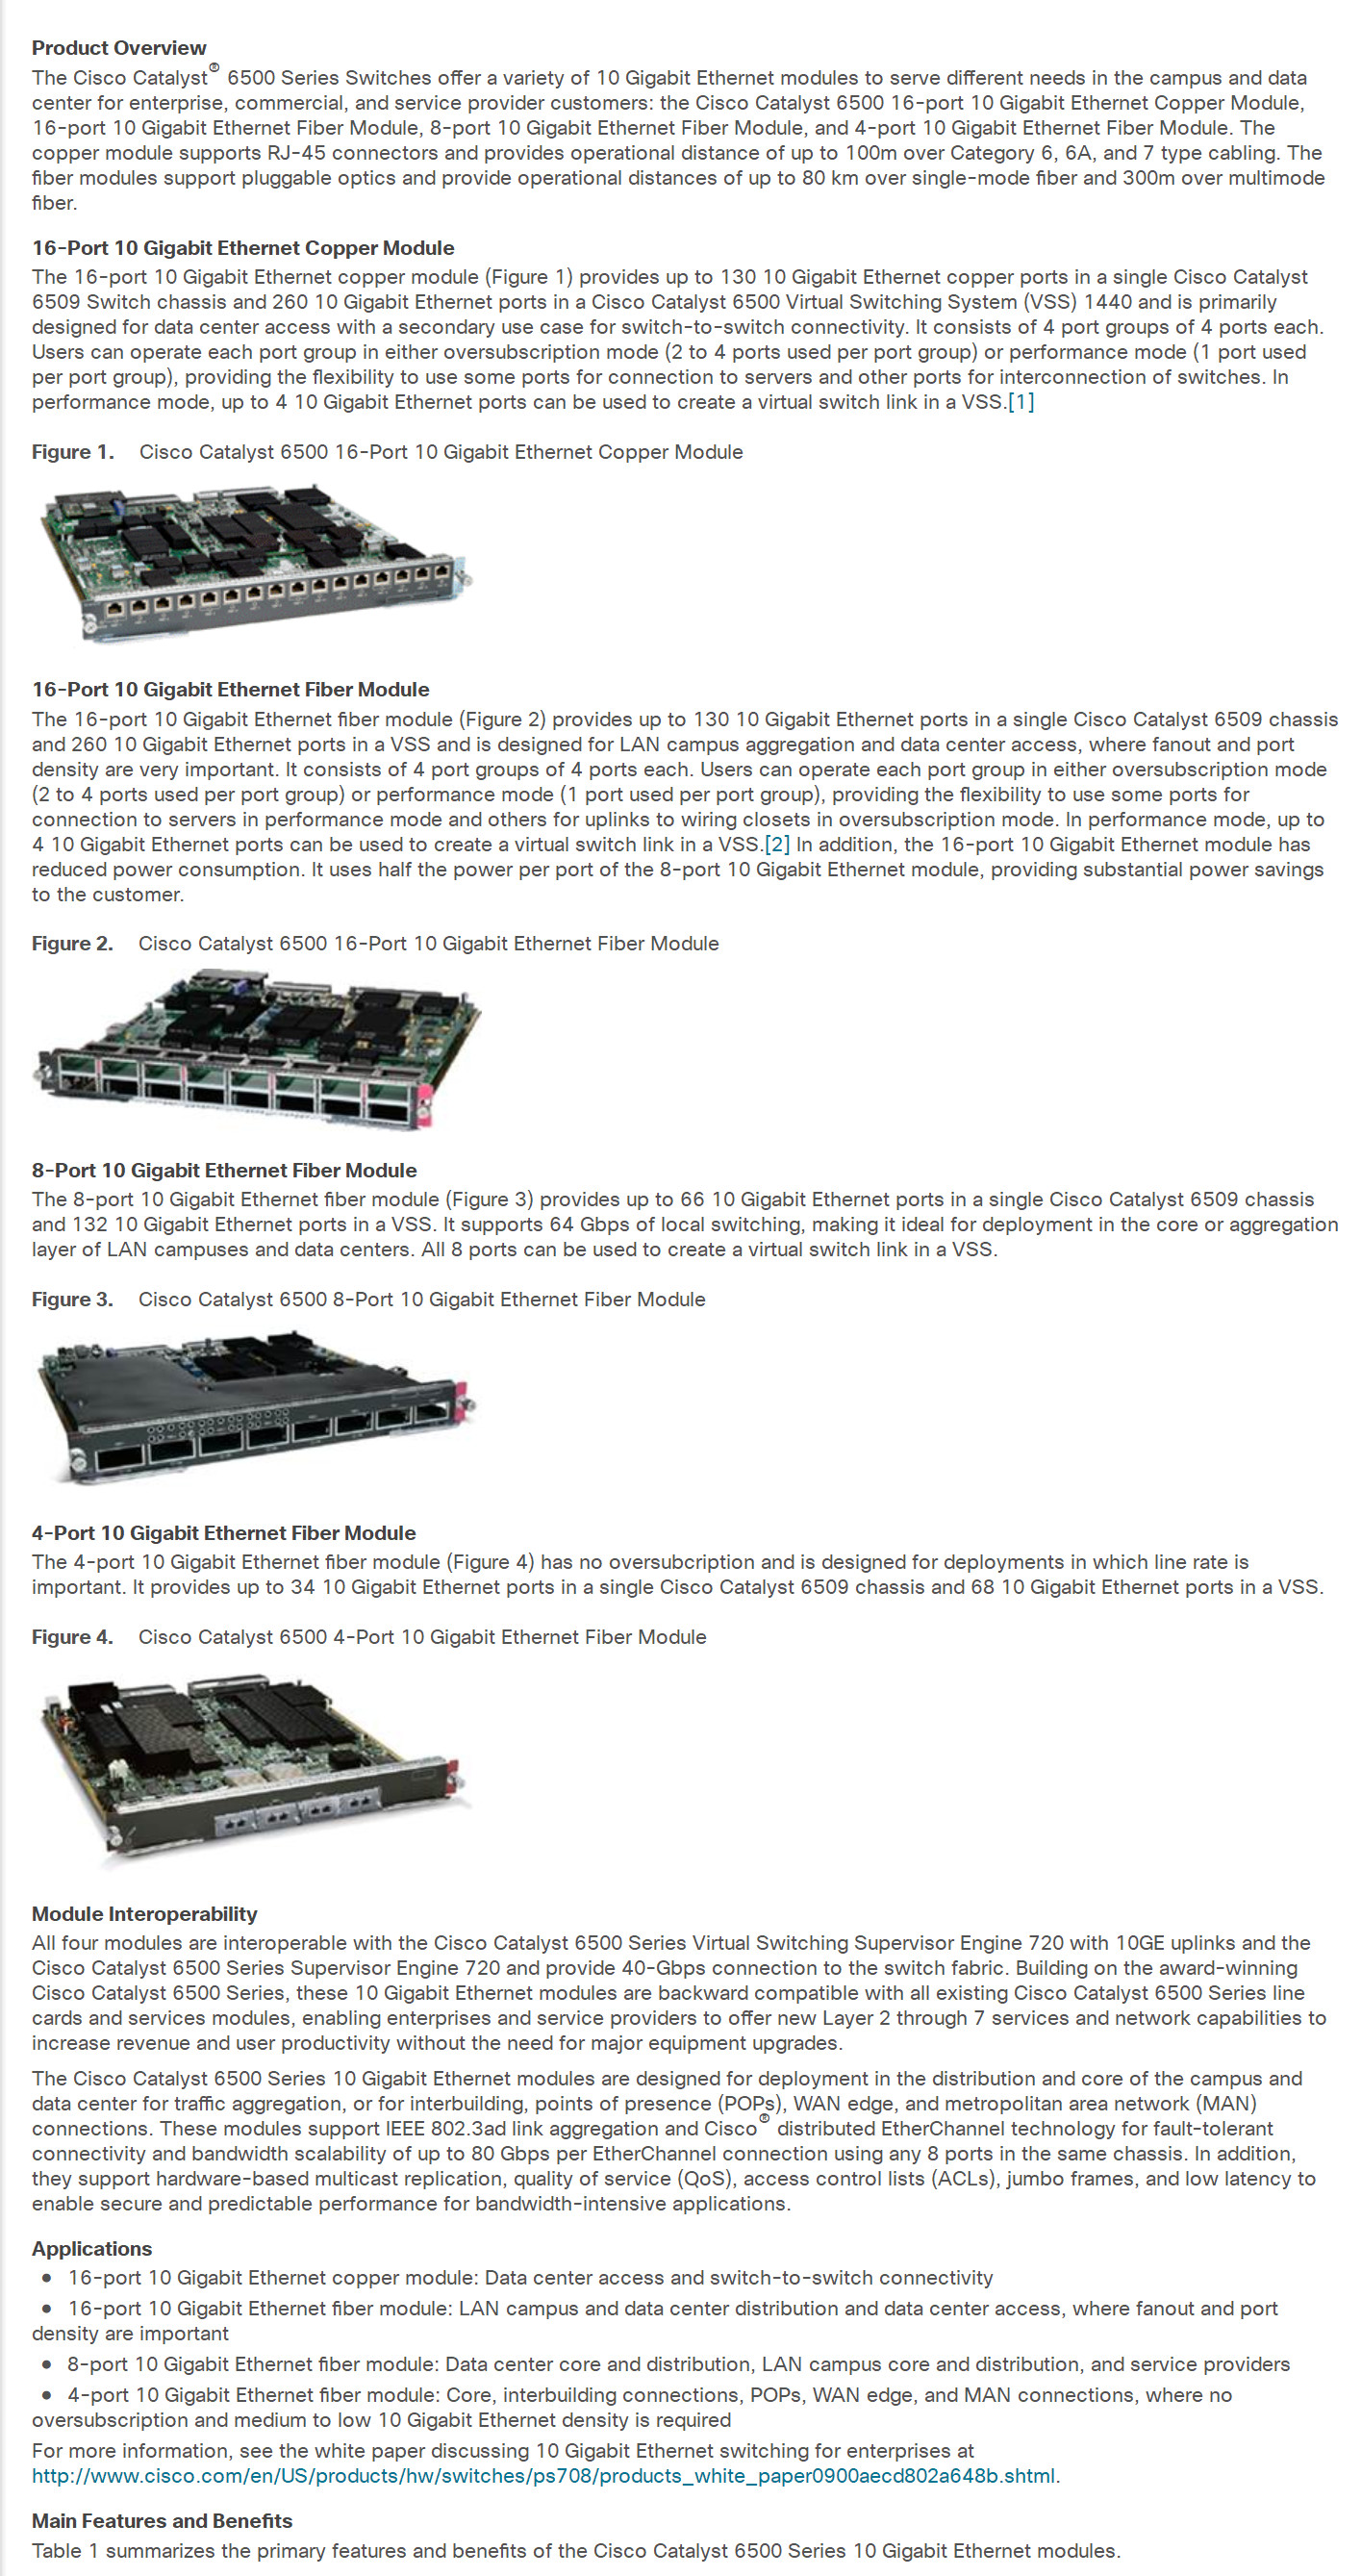 Product Overview
The Cisco Catalyst® 6500 Series Switches offer a variety of 10 Gigabit Ethernet modules to serve different needs in the campus and data
center for enterprise, commercial, and service provider customers: the Cisco Catalyst 6500 16-port 10 Gigabit Ethernet Copper Module,
16-port 10 Gigabit Ethernet Fiber Module, 8-port 10 Gigabit Ethernet Fiber Module, and 4-port 10 Gigabit Ethernet Fiber Module. The
copper module supports RJ-45 connectors and provides operational distance of up to 100m over Category 6, 6A, and 7 type cabling. The
fiber modules support pluggable optics and provide operational distances of up to 80 km over single-mode fiber and 300m over multimode
fiber.
16-Port 10 Gigabit Ethernet Copper Module
The 16-port 10 Gigabit Ethernet copper module (Figure 1) provides up to 130 10 Gigabit Ethernet copper ports in a single Cisco Catalyst
6509 Switch chassis and 260 10 Gigabit Ethernet ports in a Cisco Catalyst 6500 Virtual Switching System (VSS) 1440 and is primarily
designed for data center access with a secondary use case for switch-to-switch connectivity. It consists of 4 port groups of 4 ports each.
Users can operate each port group in either oversubscription mode (2 to 4 ports used per port group) or performance mode (1 port used
per port group), providing the flexibility to use some ports for connection to servers and other ports for interconnection of switches. In
performance mode, up to 4 10 Gigabit Ethernet ports can be used to create a virtual switch link in a VSS.[1]
Figure 1. Cisco Catalyst 6500 16-Port 10 Gigabit Ethernet Copper Module
16-Port 10 Gigabit Ethernet Fiber Module
The 16-port 10 Gigabit Ethernet fiber module (Figure 2) provides up to 130 10 Gigabit Ethernet ports in a single Cisco Catalyst 6509 chassis
and 260 10 Gigabit Ethernet ports in a VSS and is designed for LAN campus aggregation and data center access, where fanout and port
density are very important. It consists of 4 port groups of 4 ports each. Users can operate each port group in either oversubscription mode
(2 to 4 ports used per port group) or performance mode (1 port used per port group), providing the flexibility to use some ports for
connection to servers in performance mode and others for uplinks to wiring closets in oversubscription mode. In performance mode, up to
4 10 Gigabit Ethernet ports can be used to create a virtual switch link in a VSS.[2] In addition, the 16-port 10 Gigabit Ethernet module has
reduced power consumption. It uses half the power per port of the 8-port 10 Gigabit Ethernet module, providing substantial power savings
to the customer.
Figure 2. Cisco Catalyst 6500 16-Port 10 Gigabit Ethernet Fiber Module
8-Port 10 Gigabit Ethernet Fiber Module
The 8-port 10 Gigabit Ethernet fiber module (Figure 3) provides up to 66 10 Gigabit Ethernet ports in a single Cisco Catalyst 6509 chassis
and 132 10 Gigabit Ethernet ports in a VSS. It supports 64 Gbps of local switching, making it ideal for deployment in the core or aggregation
layer of LAN campuses and data centers. All 8 ports can be used to create a virtual switch link in a VSS.
Figure 3. Cisco Catalyst 6500 8-Port 10 Gigabit Ethernet Fiber Module
4-Port 10 Gigabit Ethernet Fiber Module
The 4-port 10 Gigabit Ethernet fiber module (Figure 4) has no oversubcription and is designed for deployments in which line rate is
important. It provides up to 34 10 Gigabit Ethernet ports in a single Cisco Catalyst 6509 chassis and 68 10 Gigabit Ethernet ports in a VSS.
Figure 4. Cisco Catalyst 6500 4-Port 10 Gigabit Ethernet Fiber Module
Module Interoperability
All four modules are interoperable with the Cisco Catalyst 6500 Series Virtual Switching Supervisor Engine 720 with 10GE uplinks and the
Cisco Catalyst 6500 Series Supervisor Engine 720 and provide 40-Gbps connection to the switch fabric. Building on the award-winning
Cisco Catalyst 6500 Series, these 10 Gigabit Ethernet modules are backward compatible with all existing Cisco Catalyst 6500 Series line
cards and services modules, enabling enterprises and service providers to offer new Layer 2 through 7 services and network capabilities to
increase revenue and user productivity without the need for major equipment upgrades.
The Cisco Catalyst 6500 Series 10 Gigabit Ethernet modules are designed for deployment in the distribution and core of the campus and
data center for traffic aggregation, or for interbuilding, points of presence (POPs), WAN edge, and metropolitan area network (MAN)
connections. These modules support IEEE 802.3ad link aggregation and Cisco® distributed EtherChannel technology for fault-tolerant
connectivity and bandwidth scalability of up to 80 Gbps per EtherChannel connection using any 8 ports in the same chassis. In addition,
they support hardware-based multicast replication, quality of service (QoS), access control lists (ACLs), jumbo frames, and low latency to
enable secure and predictable performance for bandwidth-intensive applications.
Applications
● 16-port 10 Gigabit Ethernet copper module: Data center access and switch-to-switch connectivity
● 16-port 10 Gigabit Ethernet fiber module: LAN campus and data center distribution and data center access, where fanout and port
density are important
● 8-port 10 Gigabit Ethernet fiber module: Data center core and distribution, LAN campus core and distribution, and service providers
● 4-port 10 Gigabit Ethernet fiber module: Core, interbuilding connections, POPs, WAN edge, and MAN connections, where no
oversubscription and medium to low 10 Gigabit Ethernet density is required
For more information, see the white paper discussing 10 Gigabit Ethernet switching for enterprises at
http://www.cisco.com/en/US/products/hw/switches/ps708/products_white_paper0900aecd802a648b.shtml.
Main Features and Benefits
Table 1 summarizes the primary features and benefits of the Cisco Catalyst 6500 Series 10 Gigabit Ethernet modules.